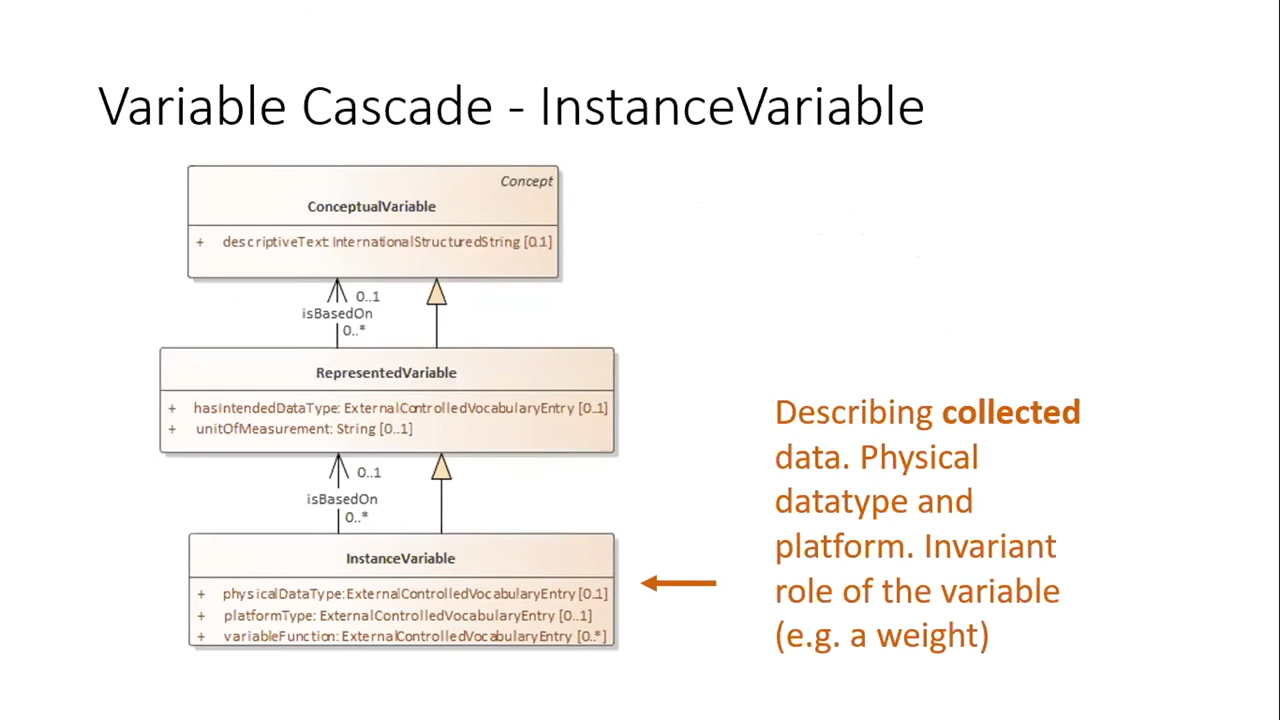 Variable Cascade - InstanceVariable
Concept
ConceptualVariable
+ descriptiveText: InternationalStructuredString [0..1]
0..1
isBasedOn
0..*
RepresentedVariable
+ hasIntendedDataType: ExternalControlledVocabularyEntry [0..1]
+ unitOfMeasurement: String [0..1]
0..1
isBasedOn
0..*
InstanceVariable
+ physicalDataType: ExternalControlledVocabularyEntry [0..1]
+ platformType: ExternalControlledVocabularyEntry [0..1]
+ variableFunction: ExternalControlledVocabularyEntry [0..*]
Describing collected
data. Physical
datatype and
platform. Invariant
role of the variable
(e.g. a weight)